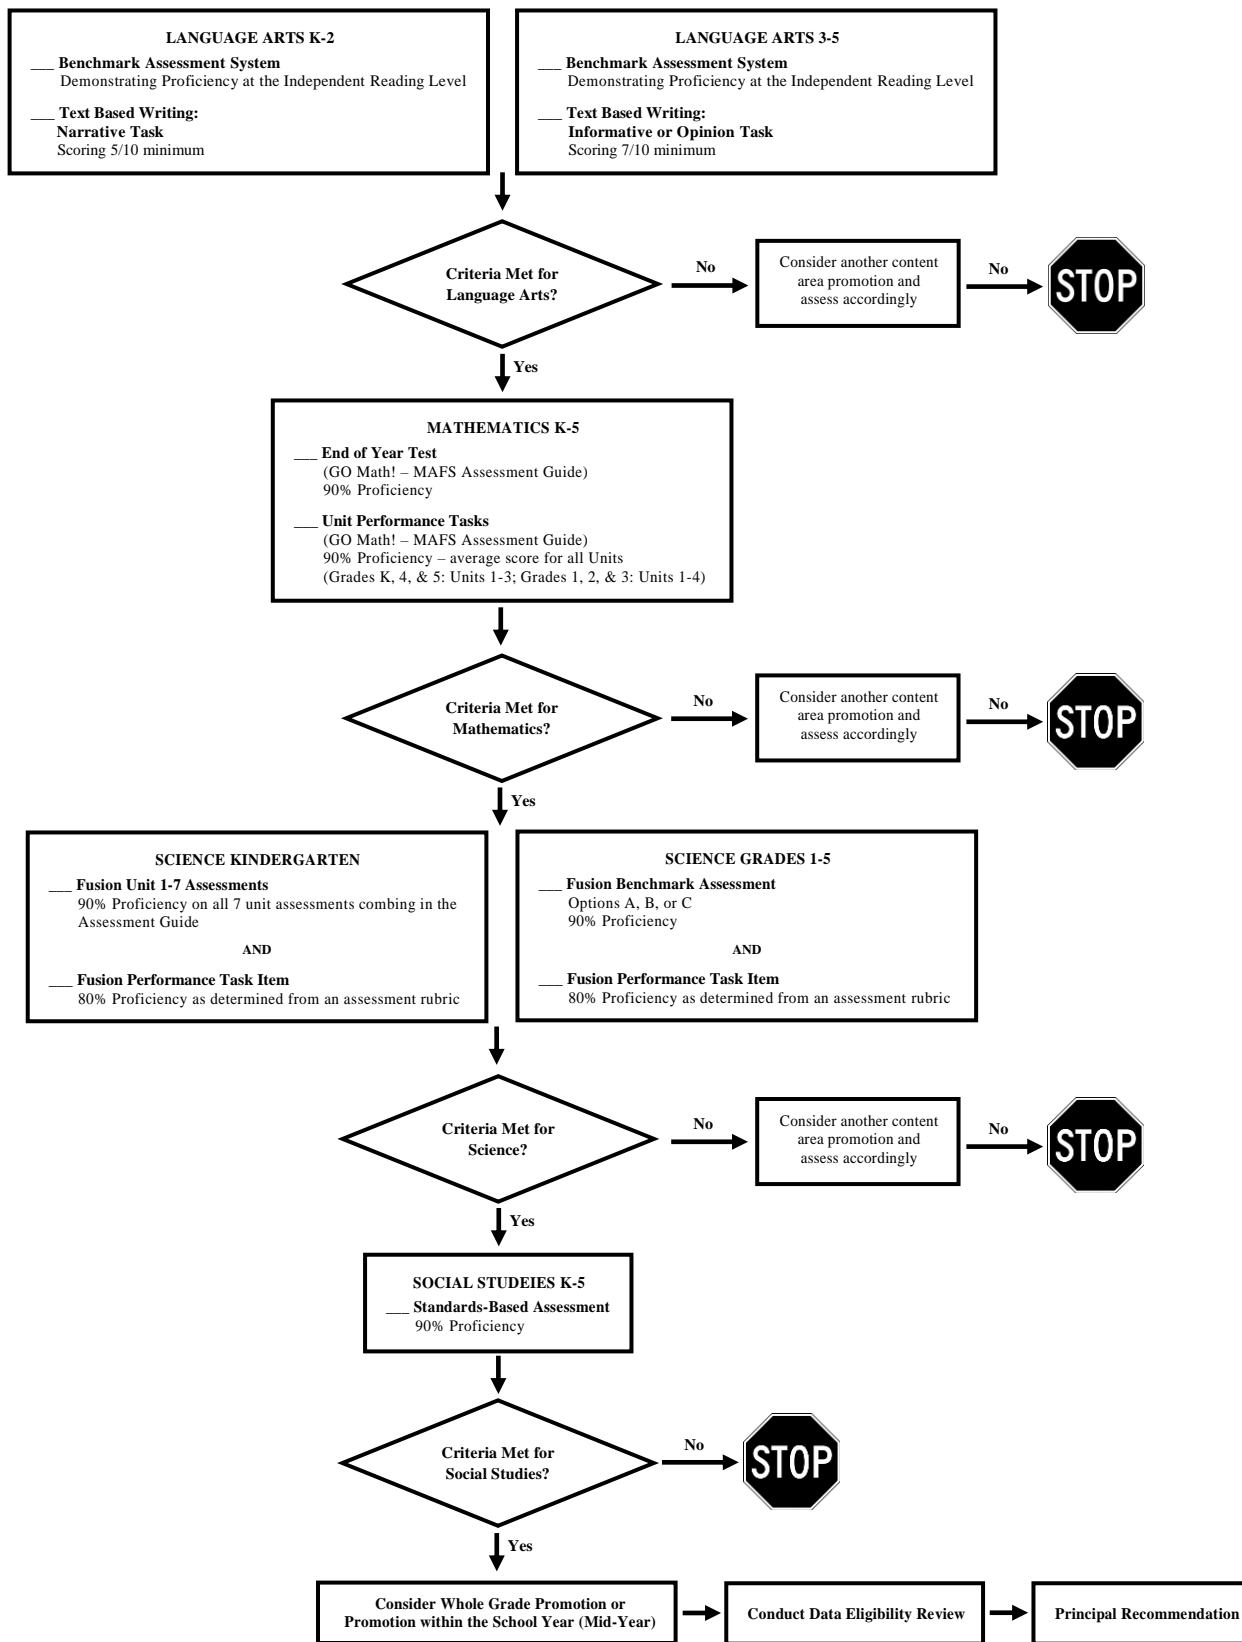 LANGUAGE ARTS K-2
___ Benchmark Assessment System
Demonstrating Proficiency at the Independent Reading Level
___ Text Based Writing:
Narrative Task
Scoring 5/10 minimum
LANGUAGE ARTS 3-5
___ Benchmark Assessment System
Demonstrating Proficiency at the Independent Reading Level
___ Text Based Writing:
Informative or Opinion Task
Scoring 7/10 minimum
Criteria Met for
Language Arts?
No
Consider another content
area promotion and
assess accordingly
No
STOP
Yes
MATHEMATICS K-5
___ End of Year Test
(GO Math! – MAFS Assessment Guide)
90% Proficiency
___ Unit Performance Tasks
(GO Math! – MAFS Assessment Guide)
90% Proficiency – average score for all Units
(Grades K, 4, & 5: Units 1-3; Grades 1, 2, & 3: Units 1-4)
Criteria Met for
Mathematics?
No
Consider another content
area promotion and
assess accordingly
No
STOP
Yes
SCIENCE KINDERGARTEN
___ Fusion Unit 1-7 Assessments
90% Proficiency on all 7 unit assessments combing in the
Assessment Guide
AND
___ Fusion Performance Task Item
80% Proficiency as determined from an assessment rubric
SCIENCE GRADES 1-5
___ Fusion Benchmark Assessment
Options A, B, or C
90% Proficiency
AND
___ Fusion Performance Task Item
80% Proficiency as determined from an assessment rubric
Criteria Met for
Science?
No
Consider another content
area promotion and
assess accordingly
No
STOP
Yes
SOCIAL STUDEIES K-5
___ Standards-Based Assessment
90% Proficiency
Criteria Met for
Social Studies?
No
STOP
Yes
Consider Whole Grade Promotion or
Promotion within the School Year (Mid-Year)
Conduct Data Eligibility Review
Principal Recommendation